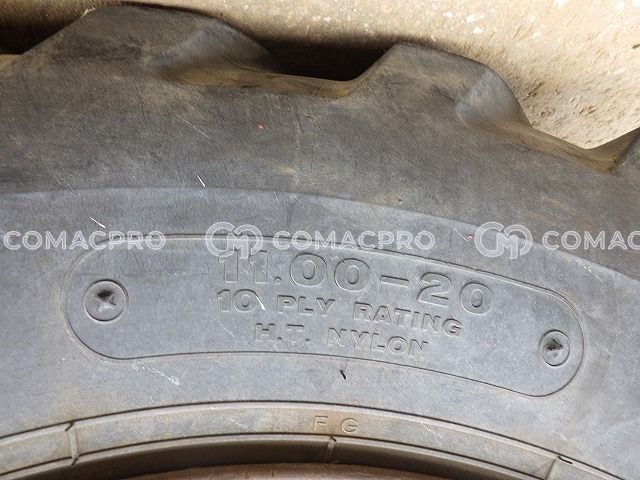 COMACPRO COMACPRO COMACPRO
11.00-20
10 PLY RATING
H.T. NYLON
FG